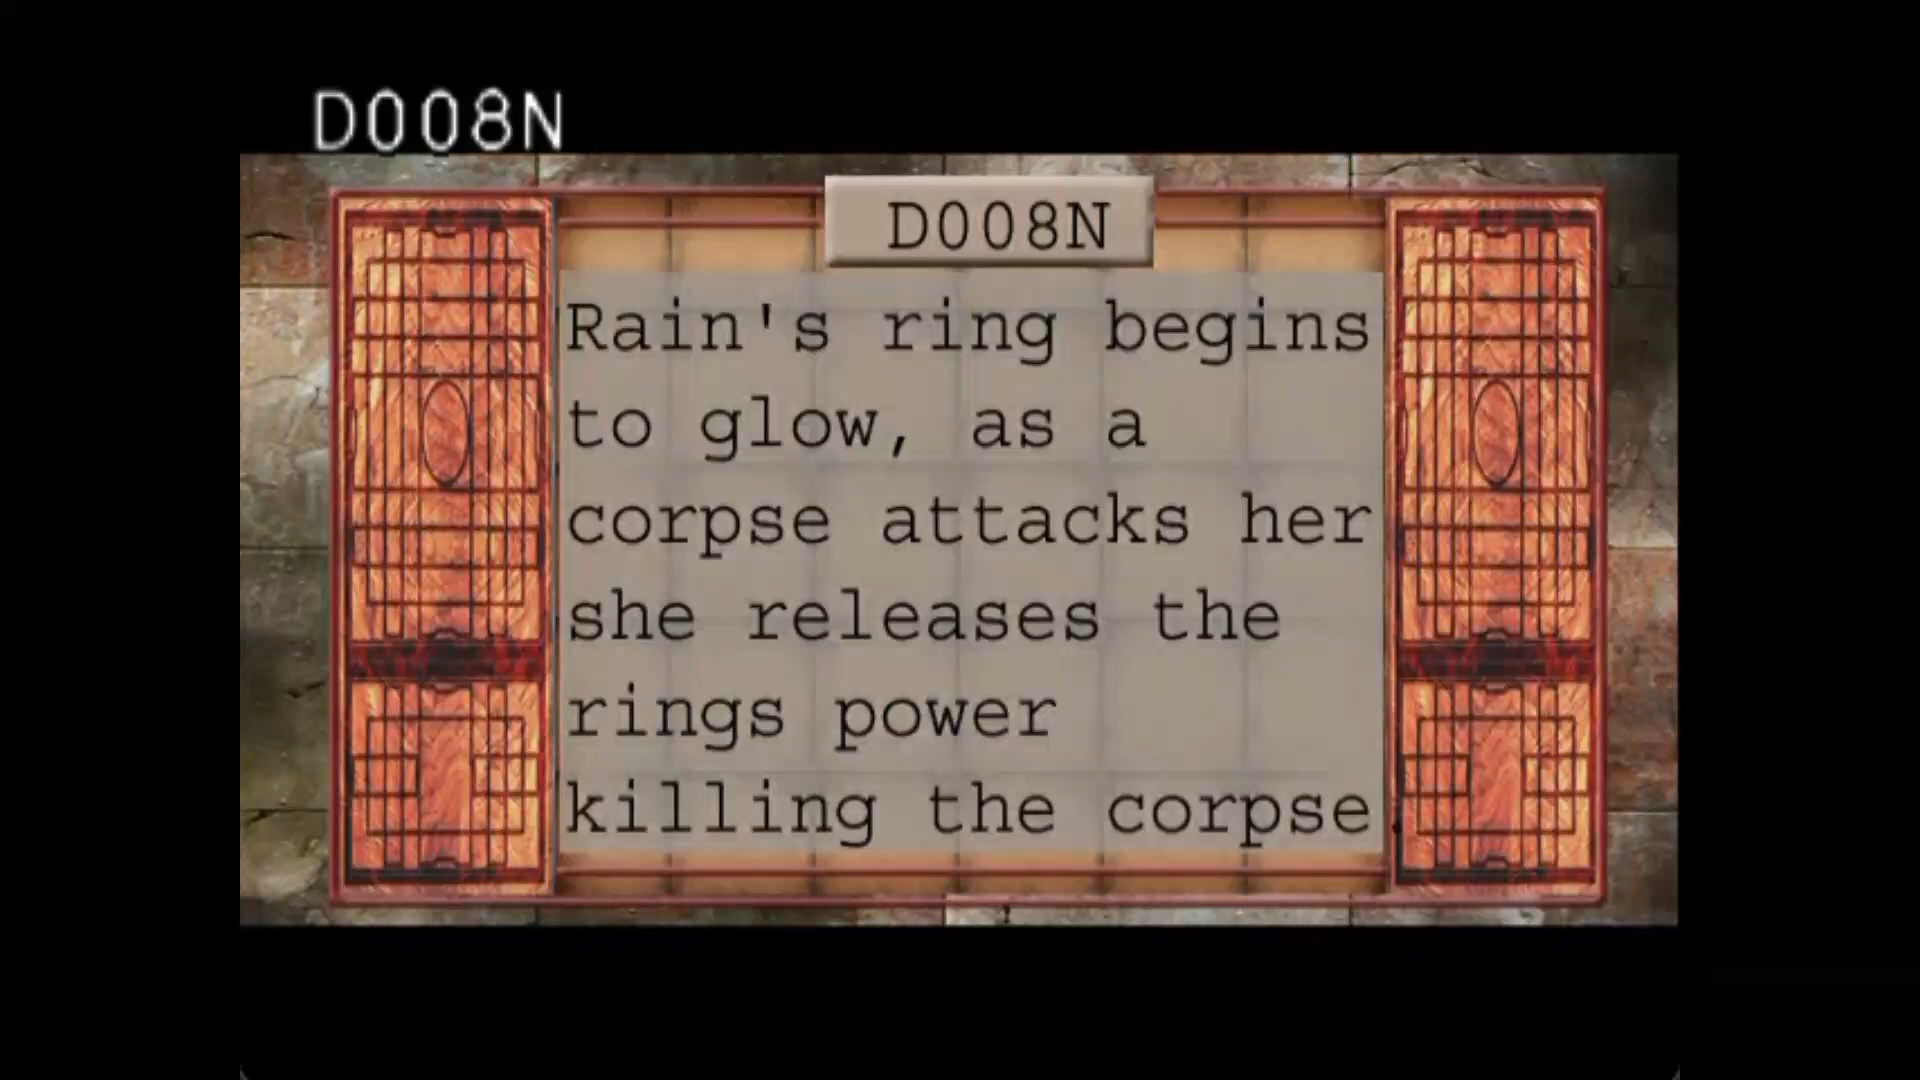 D008N
D008N
Rain's ring begins
to glow, as a
corpse attacks her
she releases the
rings power
killing the corpse.